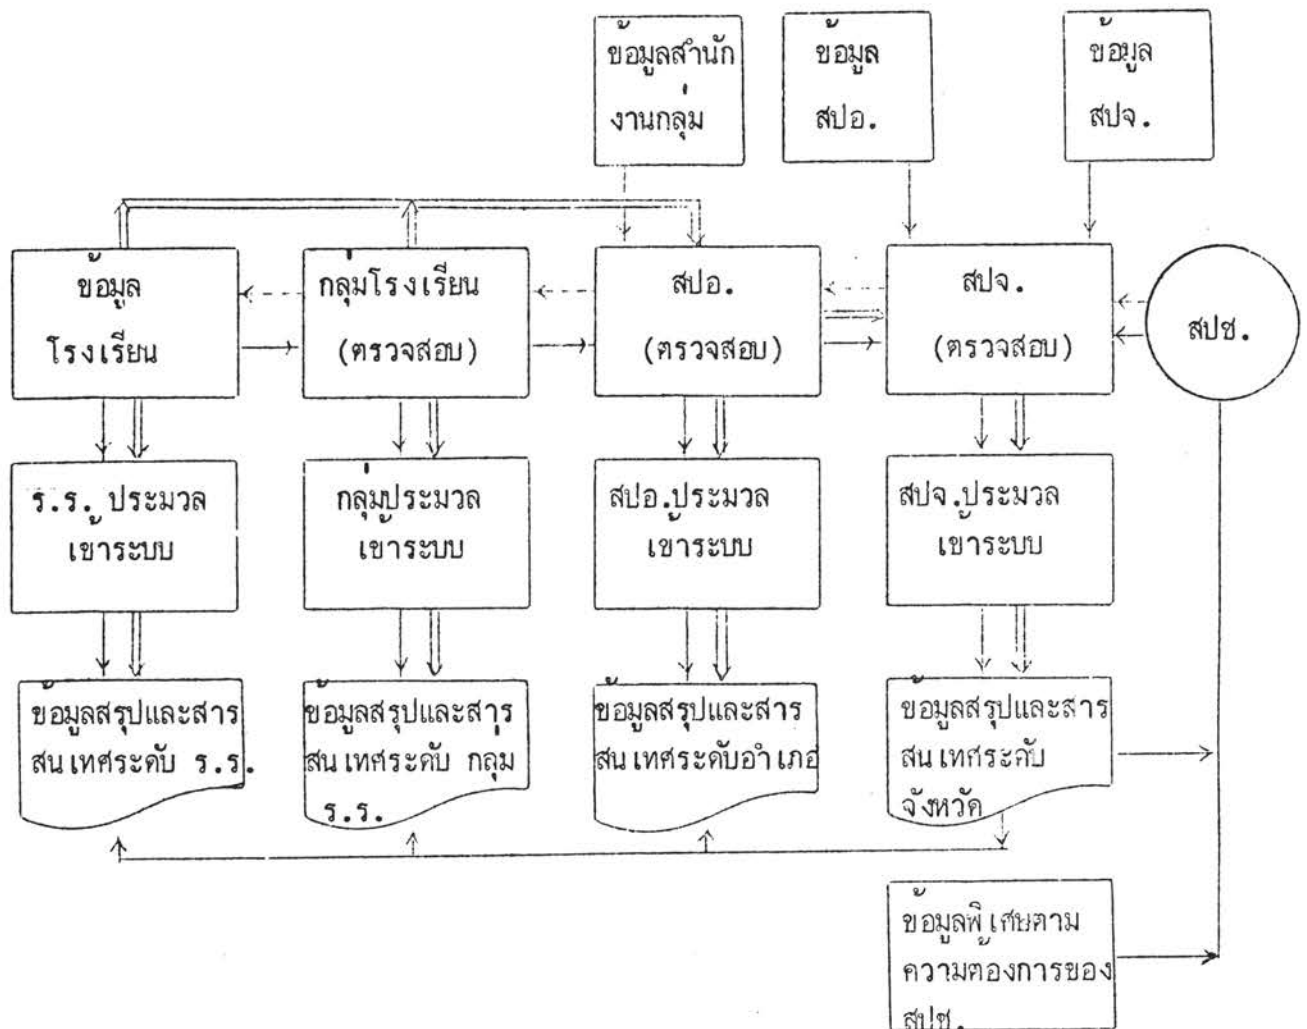 ข้อมูลสำนัก
งานกลุ่ม
ข้อมูล
สปอ.
ข้อมูล
สปจ.
ข้อมูล
โรงเรียน
กลุ่มโรงเรียน
(ตรวจสอบ)
สปอ.
(ตรวจสอบ)
สปจ.
(ตรวจสอบ)
สปช.
ร.ร. ประมวล
เข้าระบบ
กลุ่มประมวล
เข้าระบบ
สปอ.ประมวล
เข้าระบบ
สปจ.ประมวล
เข้าระบบ
ข้อมูลสรุปและสาร
สนเทศระดับ ร.ร.
ข้อมูลสรุปและสาร
สนเทศระดับ กลุ่ม
ร.ร.
ข้อมูลสรุปและสาร
สนเทศระดับอำเภอ
ข้อมูลสรุปและสาร
สนเทศระดับ
จังหวัด
ข้อมูลพิเศษตาม
ความต้องการของ
สปช.